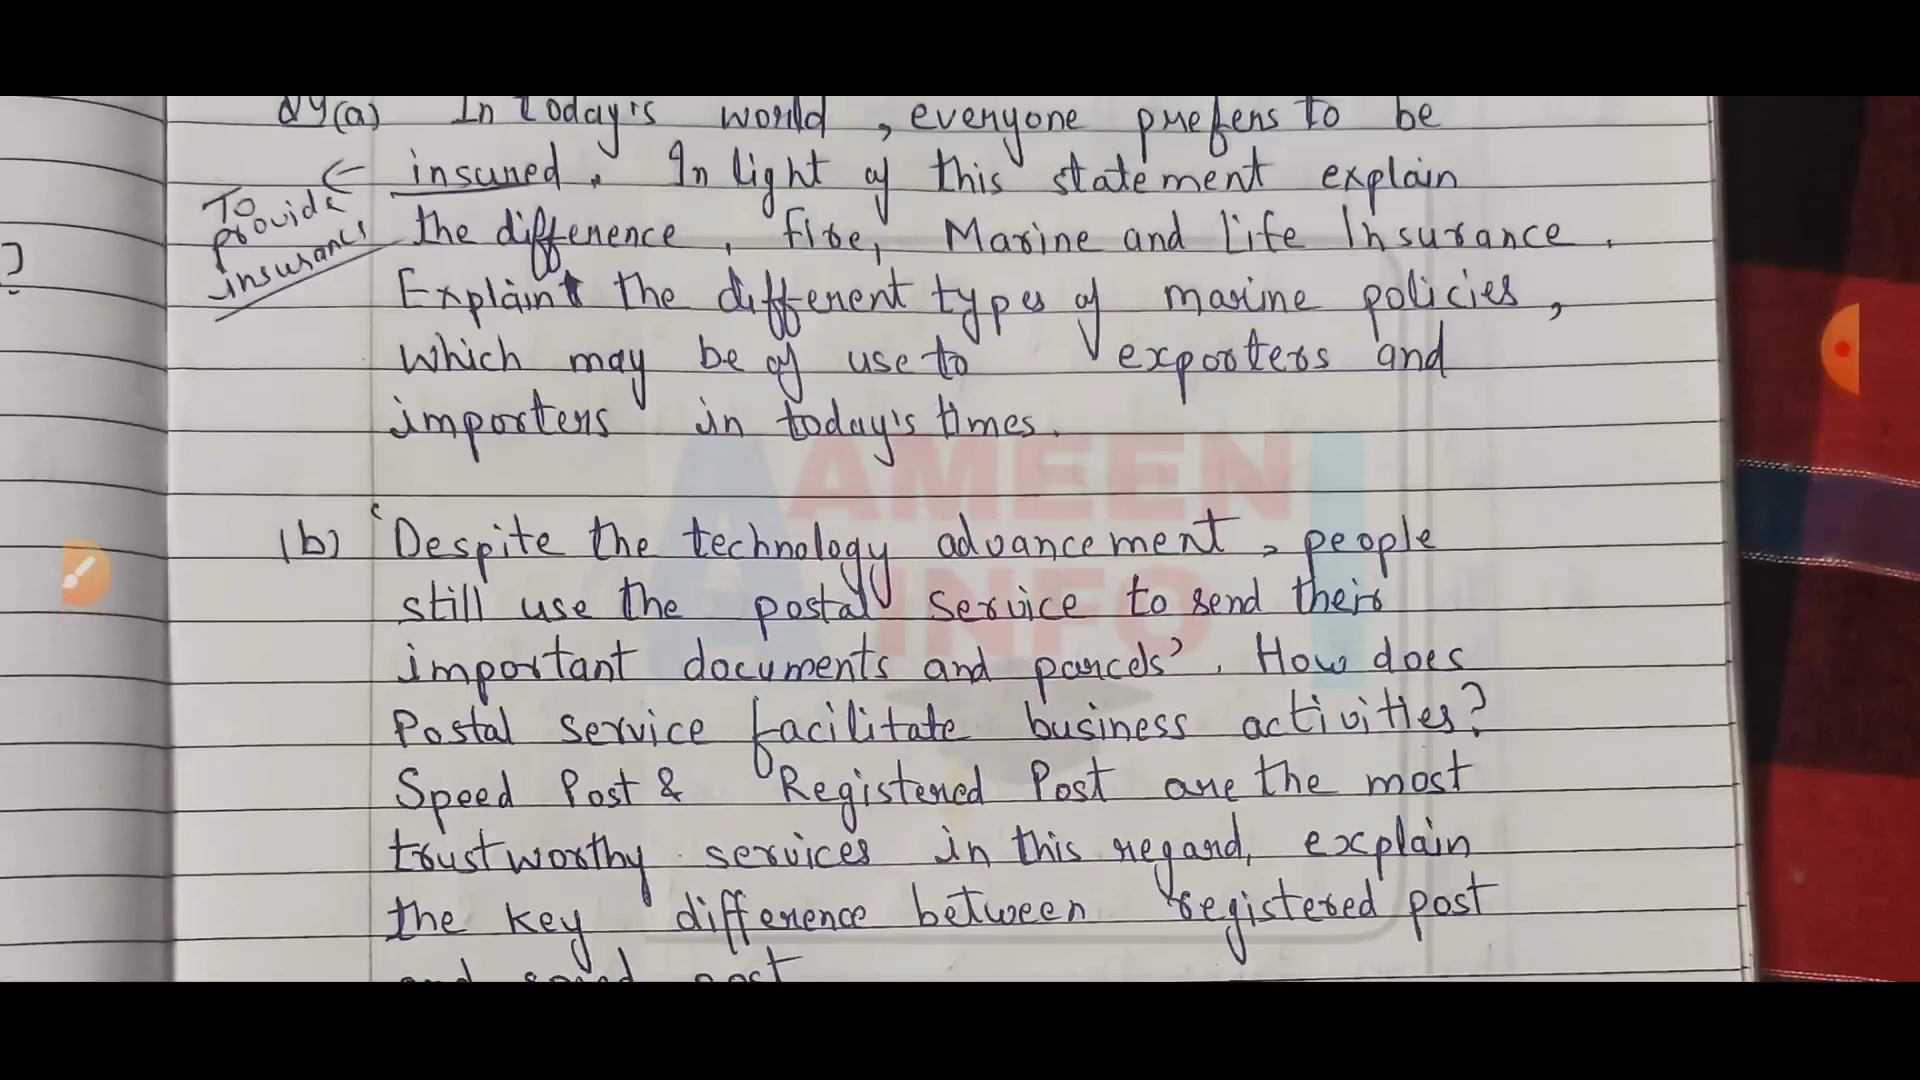 Q4(a) In today's world, everyone prefers to be
insured. In light of this statement explain
To provide insurance
the difference, Fire, Marine and Life Insurance.
Explain the different types of marine policies,
which may be of use to exporters and
importers in today's times.
AMEEN
INFO
(b) 'Despite the technology advancement, people
still use the postal service to send their
important documents and parcels'. How does
Postal service facilitate business activities?
Speed Post & Registered Post are the most
trustworthy services in this regard, explain
the key difference between registered post
and speed post